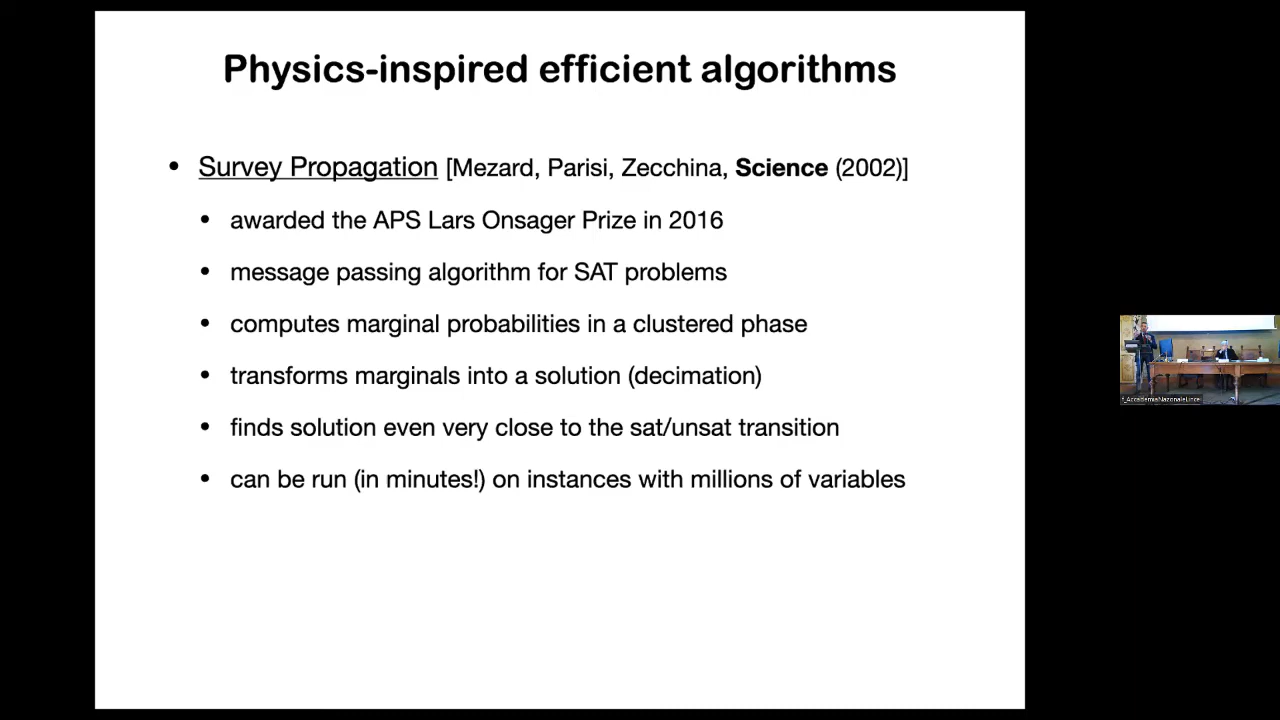 Physics-inspired efficient algorithms
• Survey Propagation [Mezard, Parisi, Zecchina, Science (2002)]
• awarded the APS Lars Onsager Prize in 2016
• message passing algorithm for SAT problems
• computes marginal probabilities in a clustered phase
• transforms marginals into a solution (decimation)
• finds solution even very close to the sat/unsat transition
• can be run (in minutes!) on instances with millions of variables